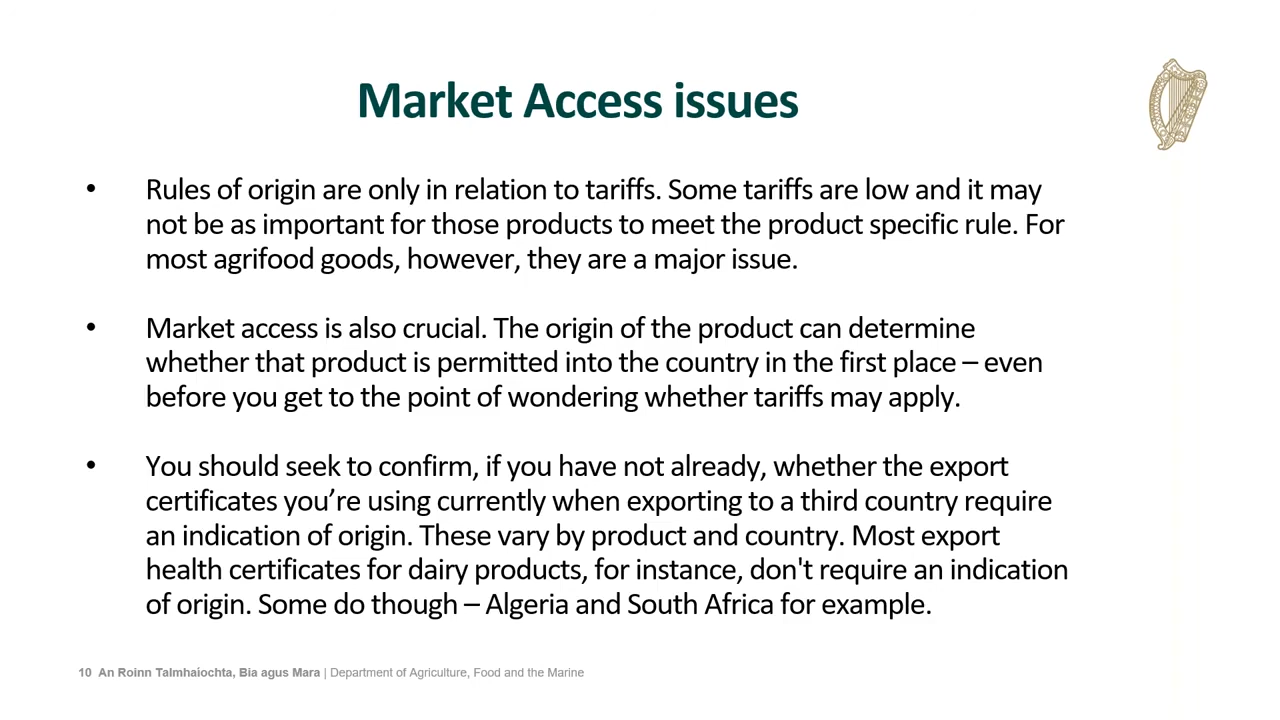 Market Access issues
• Rules of origin are only in relation to tariffs. Some tariffs are low and it may
not be as important for those products to meet the product specific rule. For
most agrifood goods, however, they are a major issue.
• Market access is also crucial. The origin of the product can determine
whether that product is permitted into the country in the first place – even
before you get to the point of wondering whether tariffs may apply.
• You should seek to confirm, if you have not already, whether the export
certificates you’re using currently when exporting to a third country require
an indication of origin. These vary by product and country. Most export
health certificates for dairy products, for instance, don't require an indication
of origin. Some do though – Algeria and South Africa for example.
10 An Roinn Talmhaíochta, Bia agus Mara | Department of Agriculture, Food and the Marine